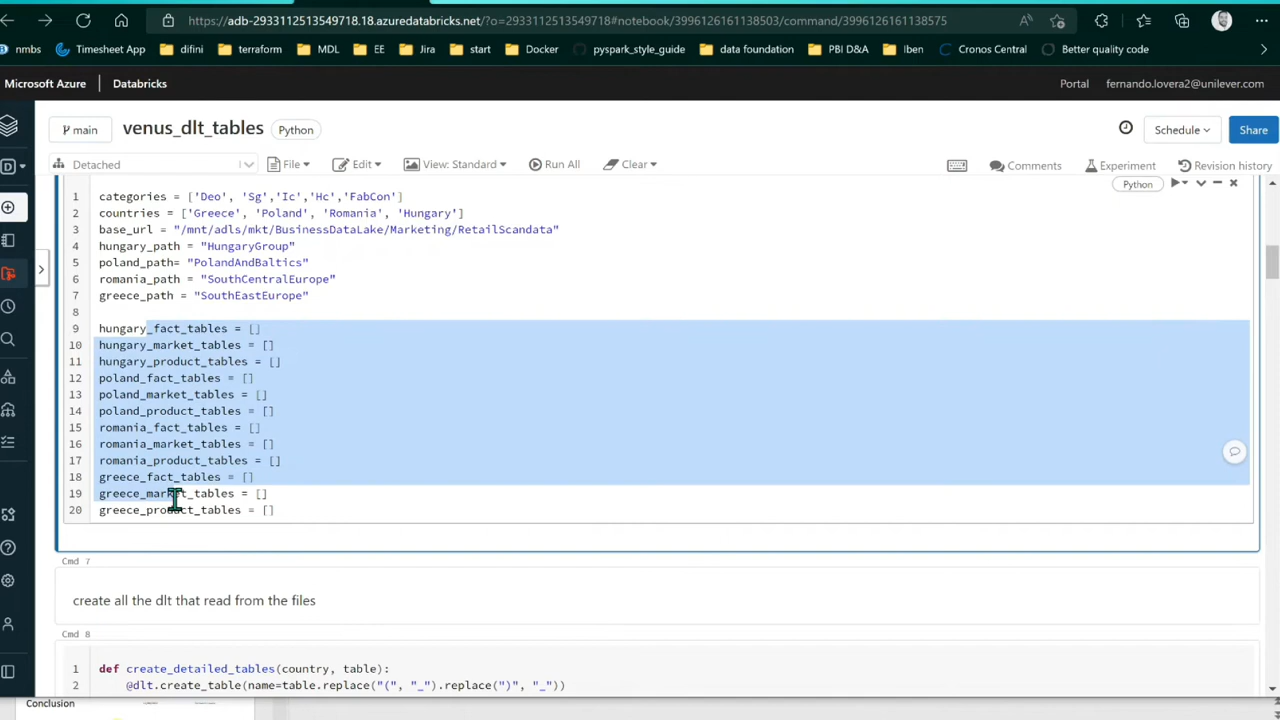 https://adb-2933112513549718.18.azuredatabricks.net/?o=2933112513549718#notebook/3996126161138503/command/3996126161138575
nmbs Timesheet App difini terraform MDL EE Jira start Docker pyspark_style_guide data foundation PBI D&A Iben Cronos Central Better quality code
Microsoft Azure Databricks Portal fernando.lovera2@unilever.com
main venus_dlt_tables Python Schedule Share
Detached File Edit View: Standard Run All Clear Comments Experiment Revision history
Python
1 categories = ['Deo', 'Sg','Ic','Hc','FabCon']
2 countries = ['Greece', 'Poland', 'Romania', 'Hungary']
3 base_url = "/mnt/adls/mkt/BusinessDataLake/Marketing/RetailScandata"
4 hungary_path = "HungaryGroup"
5 poland_path= "PolandAndBaltics"
6 romania_path = "SouthCentralEurope"
7 greece_path = "SouthEastEurope"
8
9 hungary_fact_tables = []
10 hungary_market_tables = []
11 hungary_product_tables = []
12 poland_fact_tables = []
13 poland_market_tables = []
14 poland_product_tables = []
15 romania_fact_tables = []
16 romania_market_tables = []
17 romania_product_tables = []
18 greece_fact_tables = []
19 greece_market_tables = []
20 greece_product_tables = []
Cmd 7
create all the dlt that read from the files
Cmd 8
1 def create_detailed_tables(country, table):
2 @dlt.create_table(name=table.replace("(", "_").replace(")", "_"))
Conclusion